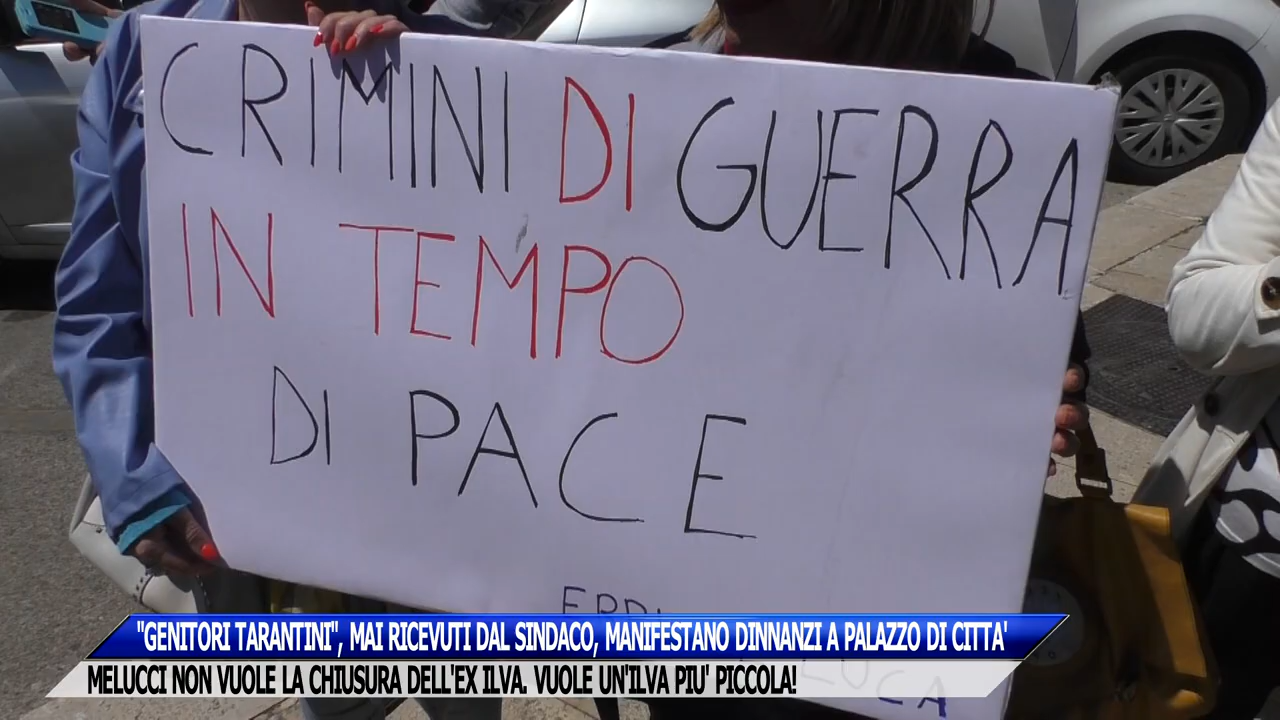 CRIMINI DI GUERRA
IN TEMPO
DI PACE
"GENITORI TARANTINI", MAI RICEVUTI DAL SINDACO, MANIFESTANO DINNANZI A PALAZZO DI CITTA'
MELUCCI NON VUOLE LA CHIUSURA DELL'EX ILVA. VUOLE UN'ILVA PIU' PICCOLA!